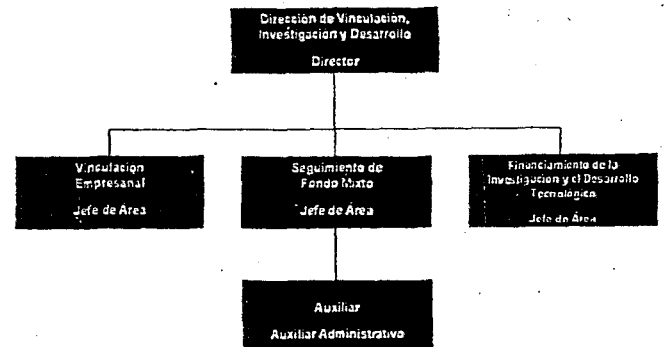 Dirección de Vinculación,
Investigación y Desarrollo
Director
Vinculación
Empresarial
Jefe de Área
Seguimiento de
Fondo Mixto
Jefe de Área
Financiamiento de la
Investigación y el Desarrollo
Tecnológico
Jefe de Área
Auxiliar
Auxiliar Administrativo